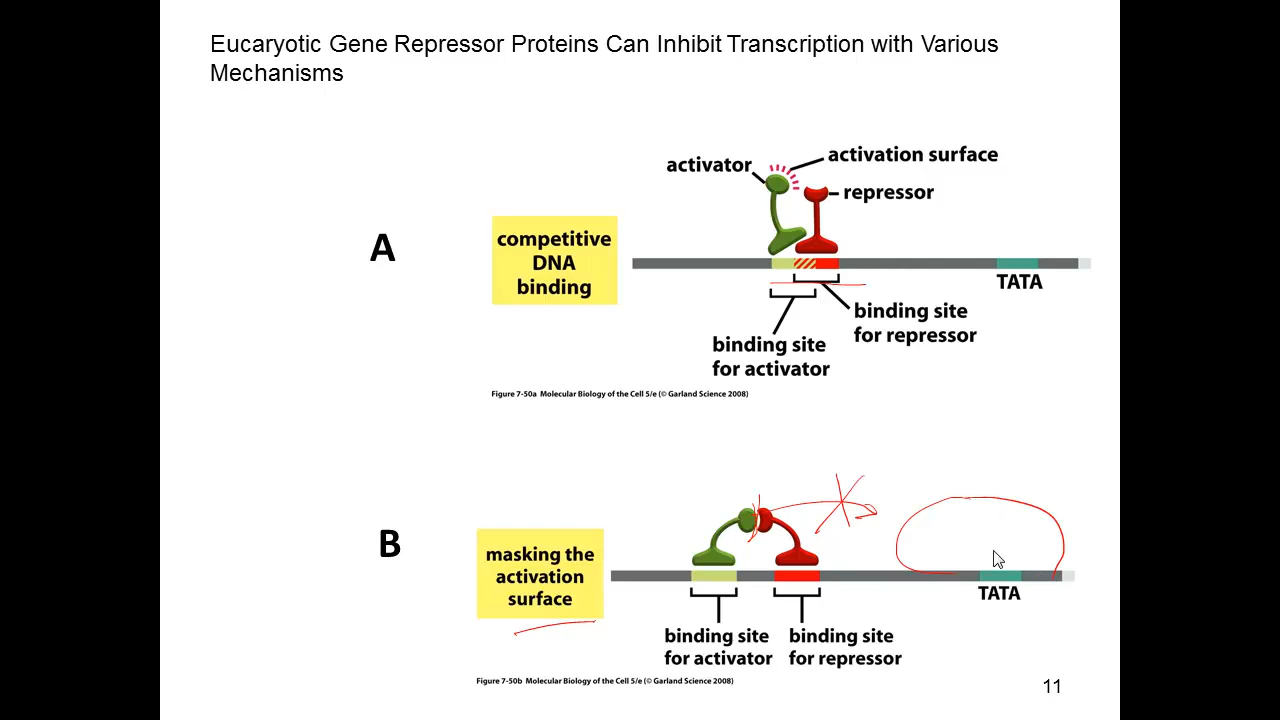 Eucaryotic Gene Repressor Proteins Can Inhibit Transcription with Various
Mechanisms
activator
activation surface
repressor
A
competitive
DNA
binding
TATA
binding site
for repressor
binding site
for activator
Figure 7-50a Molecular Biology of the Cell 5/e (© Garland Science 2008)
B
masking the
activation
surface
TATA
binding site
for activator
binding site
for repressor
Figure 7-50b Molecular Biology of the Cell 5/e (© Garland Science 2008)
11